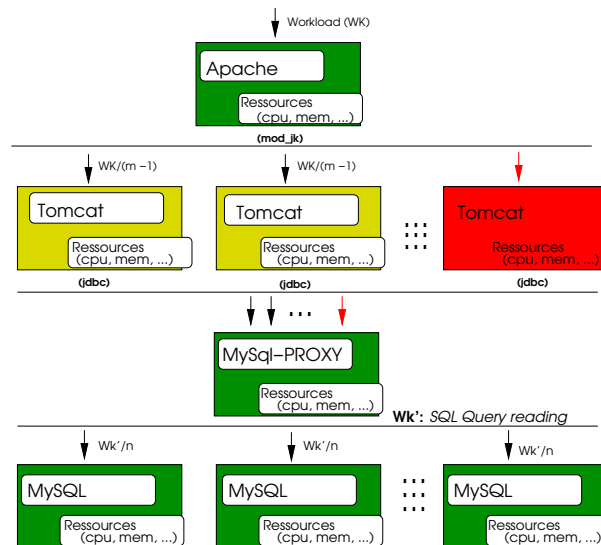 Workload (WK)
Apache
Ressources
(cpu, mem, ...)
(mod_jk)
WK/(m −1) WK/(m −1)
Tomcat Tomcat Tomcat
Ressources Ressources Ressources
(cpu, mem, ...) (cpu, mem, ...) (cpu, mem, ...)
(jdbc) (jdbc) (jdbc)
...
MySql−PROXY
Ressources
(cpu, mem, ...)
Wk': SQL Query reading
Wk'/n Wk'/n Wk'/n
MySQL MySQL MySQL
Ressources Ressources Ressources
(cpu, mem, ...) (cpu, mem, ...) (cpu, mem, ...)